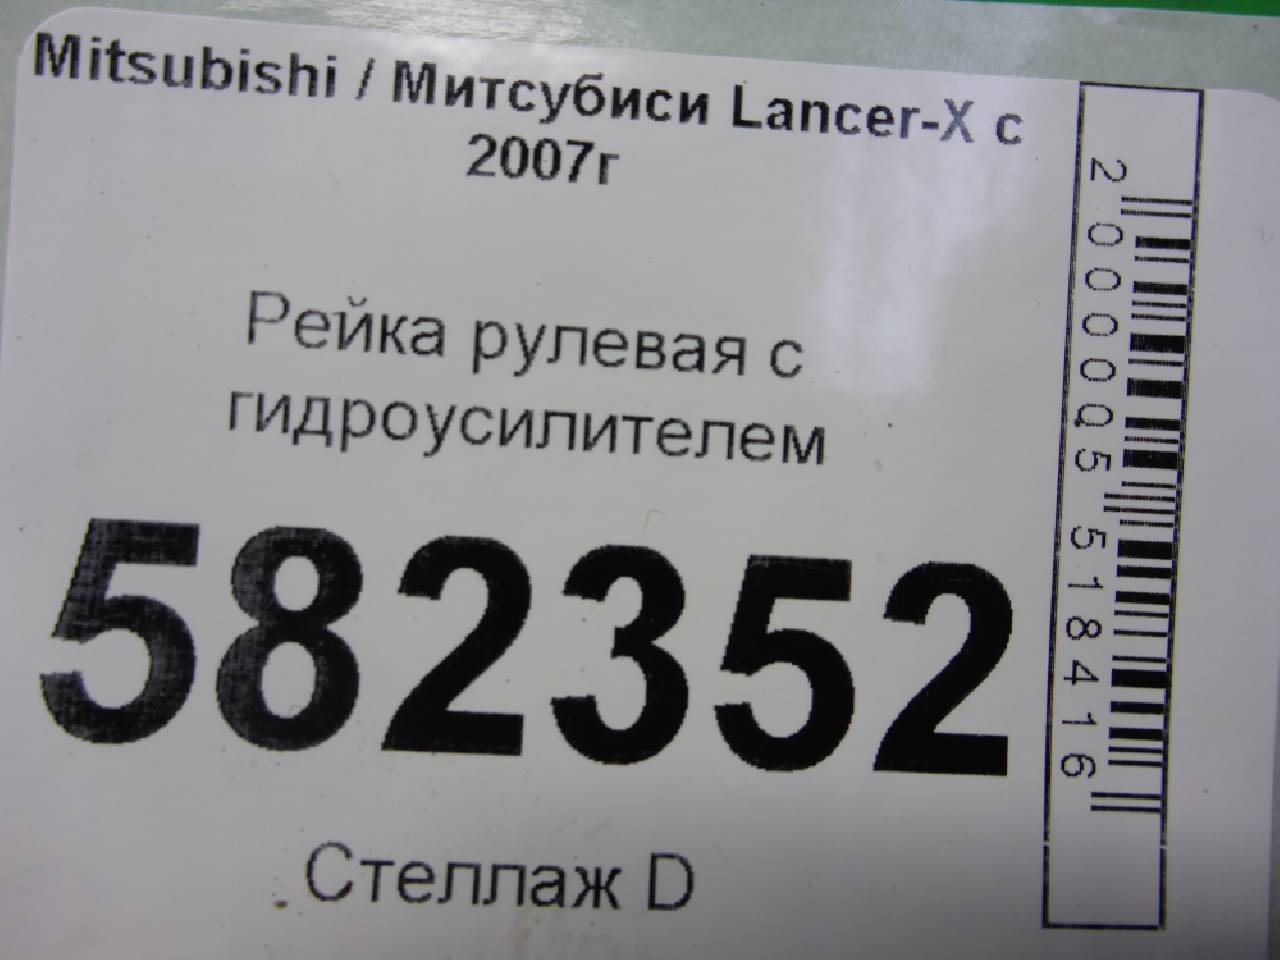 Mitsubishi / Митсубиси Lancer-X с
2007г
Рейка рулевая с
гидроусилителем
582352
Стеллаж D
2 000005 518416